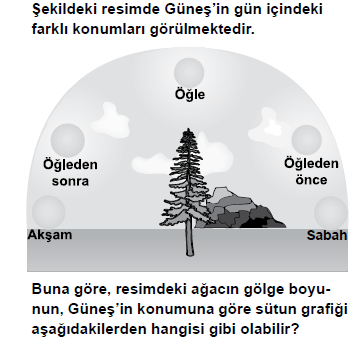 Şekildeki resimde Güneş’in gün içindeki
farklı konumları görülmektedir.
Öğle
Öğleden
sonra
Öğleden
önce
Akşam
Sabah
Buna göre, resimdeki ağacın gölge boyu-
nun, Güneş’in konumuna göre sütun grafiği
aşağıdakilerden hangisi gibi olabilir?